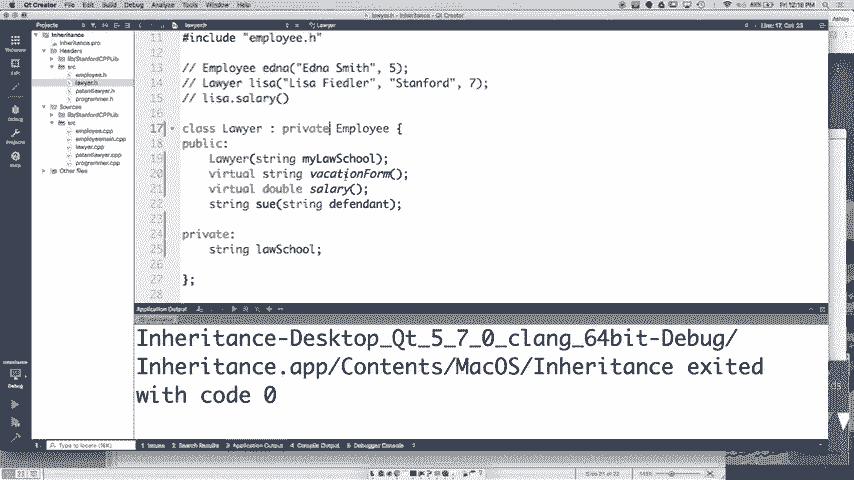 Qt Creator File Edit View Build Debug Analyze Tools Window Help
Fri 12:18 PM
Ashley
Projects
lawyer.h
Lawyer
Line: 17, Col: 23
Inheritance
Inheritance.pro
Headers
lib/StanfordCPPLib
src
employee.h
lawyer.h
patentlawyer.h
programmer.h
Sources
lib/StanfordCPPLib
src
employee.cpp
employeemain.cpp
lawyer.cpp
patentlawyer.cpp
programmer.cpp
Other files
Debug
Projects
Help
11 #include "employee.h"
12
13 // Employee edna("Edna Smith", 5);
14 // Lawyer lisa("Lisa Fiedler", "Stanford", 7);
15 // lisa.salary()
16
17 class Lawyer : private Employee {
18 public:
19 Lawyer(string myLawSchool);
20 virtual string vacationForm();
21 virtual double salary();
22 string sue(string defendant);
23
24 private:
25 string lawSchool;
26
27 };
28
Application Output
Inheritance-Desktop_Qt_5_7_0_clang_64bit-Debug/
Inheritance.app/Contents/MacOS/Inheritance exited
with code 0
Debug
Type to locate (⌘K)
1 Issues 2 Search Results 3 Application Output 4 Compile Output 5 Debugger Console